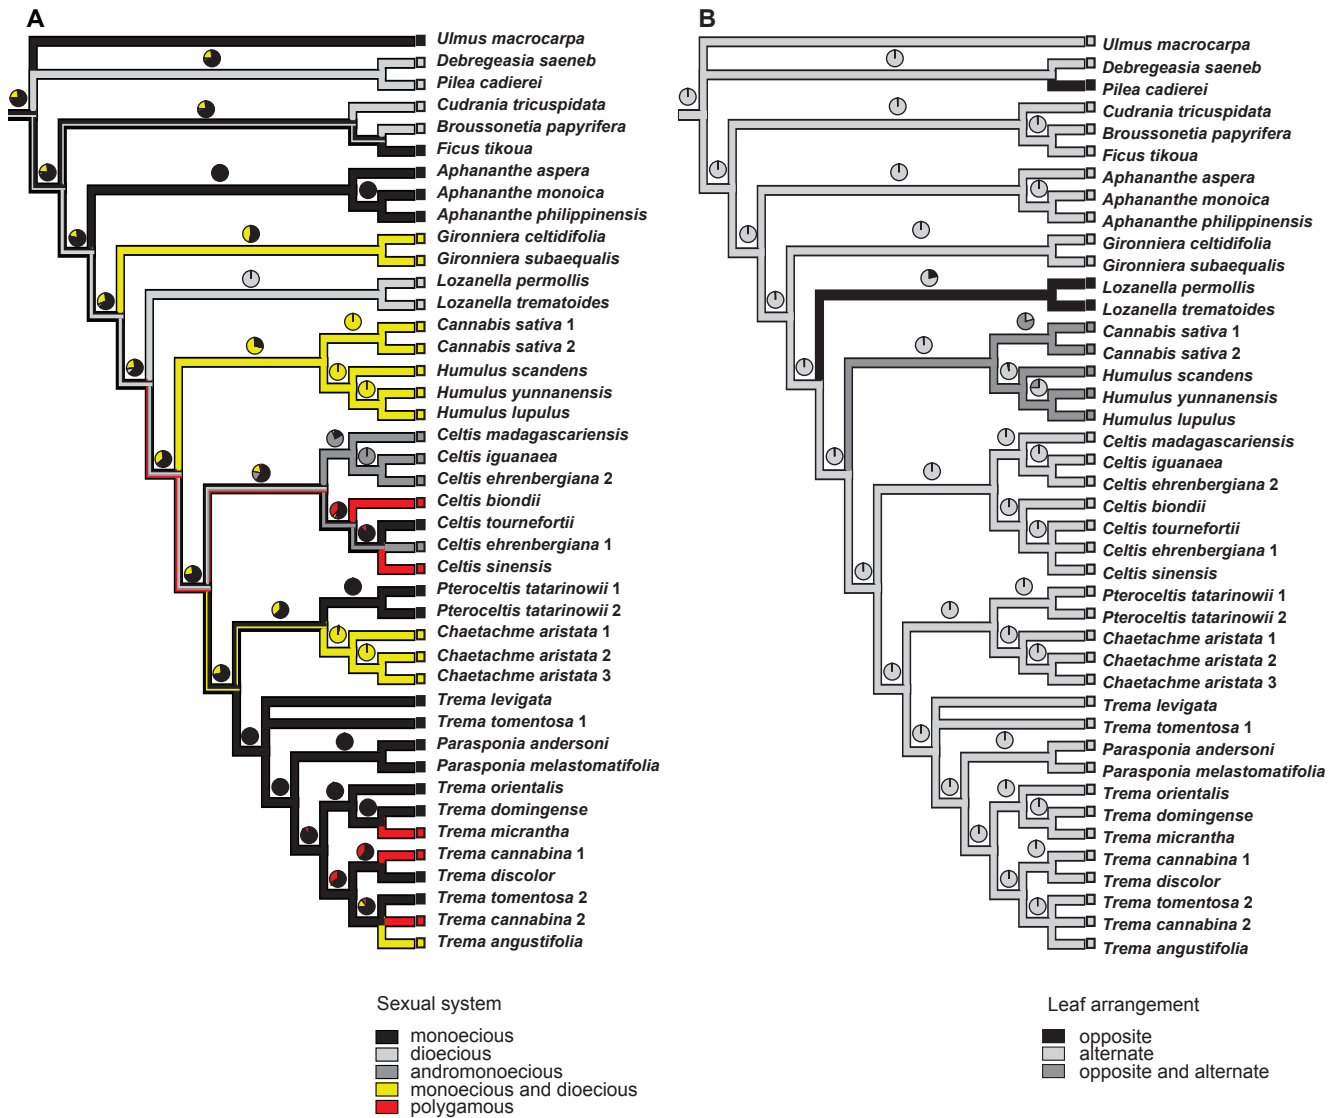 A
Ulmus macrocarpa
Debregeasia saeneb
Pilea cadierei
Cudrania tricuspidata
Broussonetia papyrifera
Ficus tikoua
Aphananthe aspera
Aphananthe monoica
Aphananthe philippinensis
Gironniera celtidifolia
Gironniera subaequalis
Lozanella permollis
Lozanella trematoides
Cannabis sativa 1
Cannabis sativa 2
Humulus scandens
Humulus yunnanensis
Humulus lupulus
Celtis madagascariensis
Celtis iguanaea
Celtis ehrenbergiana 2
Celtis biondii
Celtis tournefortii
Celtis ehrenbergiana 1
Celtis sinensis
Pteroceltis tatarinowii 1
Pteroceltis tatarinowii 2
Chaetachme aristata 1
Chaetachme aristata 2
Chaetachme aristata 3
Trema levigata
Trema tomentosa 1
Parasponia andersoni
Parasponia melastomatifolia
Trema orientalis
Trema domingense
Trema micrantha
Trema cannabina 1
Trema discolor
Trema tomentosa 2
Trema cannabina 2
Trema angustifolia
Sexual system
monoecious
dioecious
andromonoecious
monoecious and dioecious
polygamous
B
Ulmus macrocarpa
Debregeasia saeneb
Pilea cadierei
Cudrania tricuspidata
Broussonetia papyrifera
Ficus tikoua
Aphananthe aspera
Aphananthe monoica
Aphananthe philippinensis
Gironniera celtidifolia
Gironniera subaequalis
Lozanella permollis
Lozanella trematoides
Cannabis sativa 1
Cannabis sativa 2
Humulus scandens
Humulus yunnanensis
Humulus lupulus
Celtis madagascariensis
Celtis iguanaea
Celtis ehrenbergiana 2
Celtis biondii
Celtis tournefortii
Celtis ehrenbergiana 1
Celtis sinensis
Pteroceltis tatarinowii 1
Pteroceltis tatarinowii 2
Chaetachme aristata 1
Chaetachme aristata 2
Chaetachme aristata 3
Trema levigata
Trema tomentosa 1
Parasponia andersoni
Parasponia melastomatifolia
Trema orientalis
Trema domingense
Trema micrantha
Trema cannabina 1
Trema discolor
Trema tomentosa 2
Trema cannabina 2
Trema angustifolia
Leaf arrangement
opposite
alternate
opposite and alternate